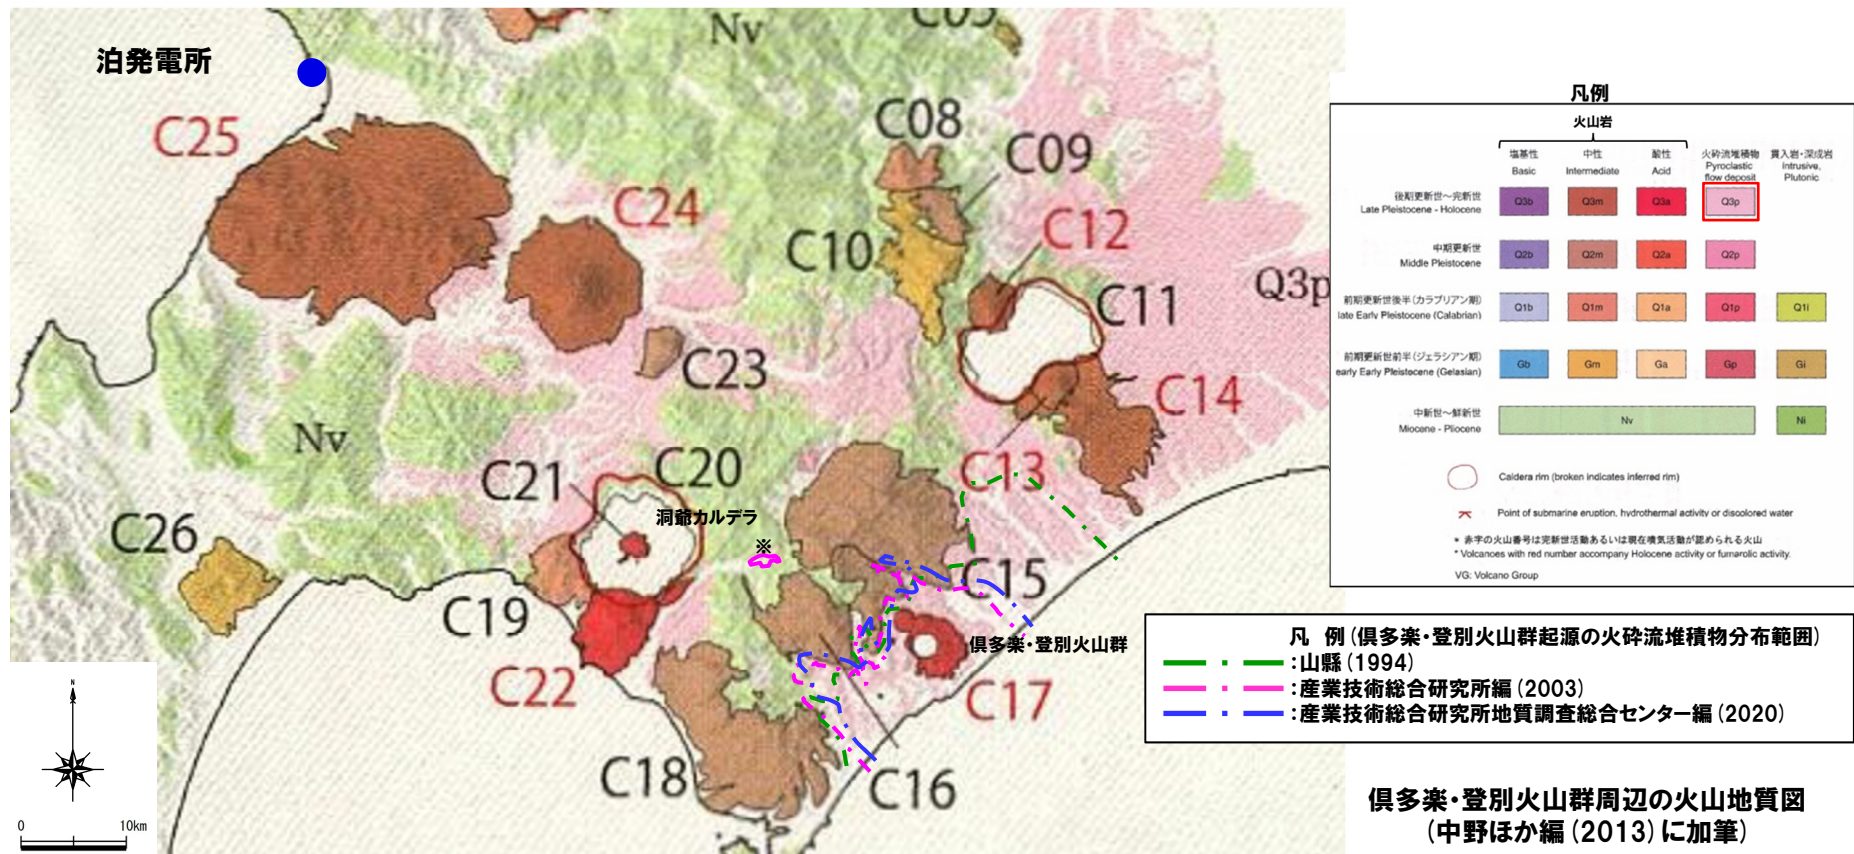 泊発電所
Nv
C05
C25
C24
C08
C09
C10
C12
C11
Q3p
C23
C14
C13
Nv
C21
C20
洞爺カルデラ
※
C26
C19
C15
倶多楽・登別火山群
C22
C17
C18
C16
N
0 10km
凡例
火山岩
塩基性 中性 酸性 火砕流堆積物 貫入岩・深成岩
Basic Intermediate Acid Pyroclastic flow deposit Intrusive, Plutonic
後期更新世～完新世
Late Pleistocene - Holocene
Q3b Q3m Q3a Q3p
中期更新世
Middle Pleistocene
Q2b Q2m Q2a Q2p
前期更新世後半(カラブリアン期)
late Early Pleistocene (Calabrian)
Q1b Q1m Q1a Q1p Q1i
前期更新世前半(ジェラシアン期)
early Early Pleistocene (Gelasian)
Gb Gm Ga Gp Gi
中新世～鮮新世
Miocene - Pliocene
Nv Ni
Caldera rim (broken indicates inferred rim)
Point of submarine eruption, hydrothermal activity or discolored water
* 赤字の火山番号は完新世活動あるいは現在噴気活動が認められる火山
* Volcanoes with red number accompany Holocene activity or fumarolic activity.
VG: Volcano Group
凡 例(倶多楽・登別火山群起源の火砕流堆積物分布範囲)
:山縣(1994)
:産業技術総合研究所編(2003)
:産業技術総合研究所地質調査総合センター編(2020)
倶多楽・登別火山群周辺の火山地質図
(中野ほか編(2013)に加筆)